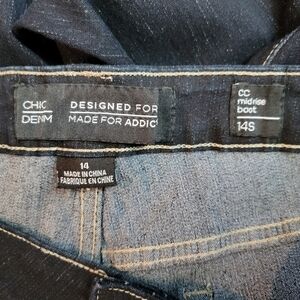 CHIC
DENIM
DESIGNED FOR
MADE FOR ADDIC
CC
midrise
boot
14S
14
MADE IN CHINA
FABRIQUE EN CHINE